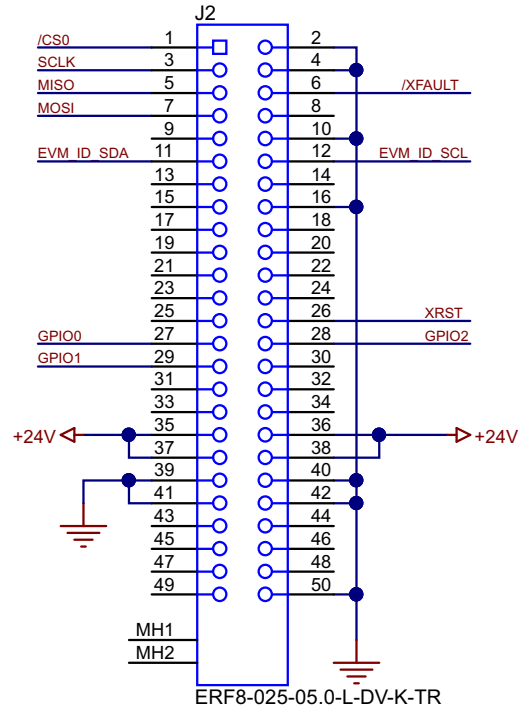 J2
/CS0 1 2
SCLK 3 4
MISO 5 6 /XFAULT
MOSI 7 8
9 10
EVM_ID_SDA 11 12 EVM_ID_SCL
13 14
15 16
17 18
19 20
21 22
23 24
25 26 XRST
GPIO0 27 28 GPIO2
GPIO1 29 30
31 32
33 34
+24V 35 36 +24V
37 38
39 40
41 42
43 44
45 46
47 48
49 50
MH1
MH2
ERF8-025-05.0-L-DV-K-TR